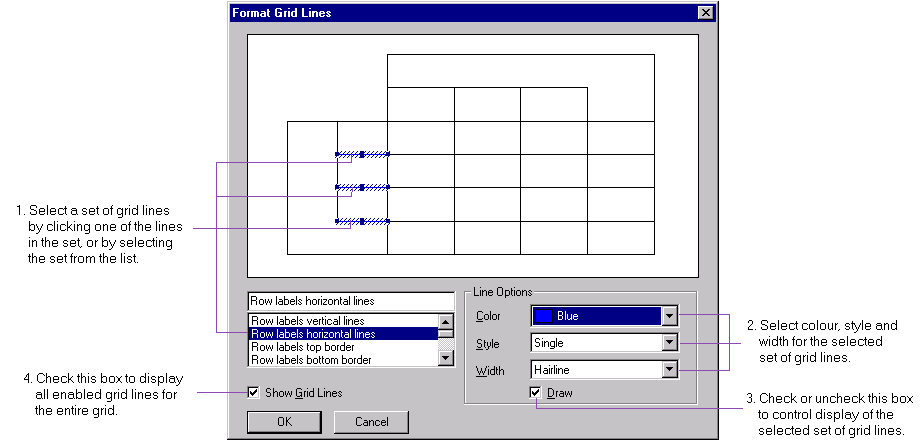 Format Grid Lines
1. Select a set of grid lines
by clicking one of the lines
in the set, or by selecting
the set from the list.
Row labels horizontal lines
Row labels vertical lines
Row labels horizontal lines
Row labels top border
Row labels bottom border
Line Options
Color
Blue
Style
Single
Width
Hairline
Draw
2. Select colour, style and
width for the selected
set of grid lines.
4. Check this box to display
all enabled grid lines for
the entire grid.
Show Grid Lines
3. Check or uncheck this box
to control display of the
selected set of grid lines.
OK
Cancel